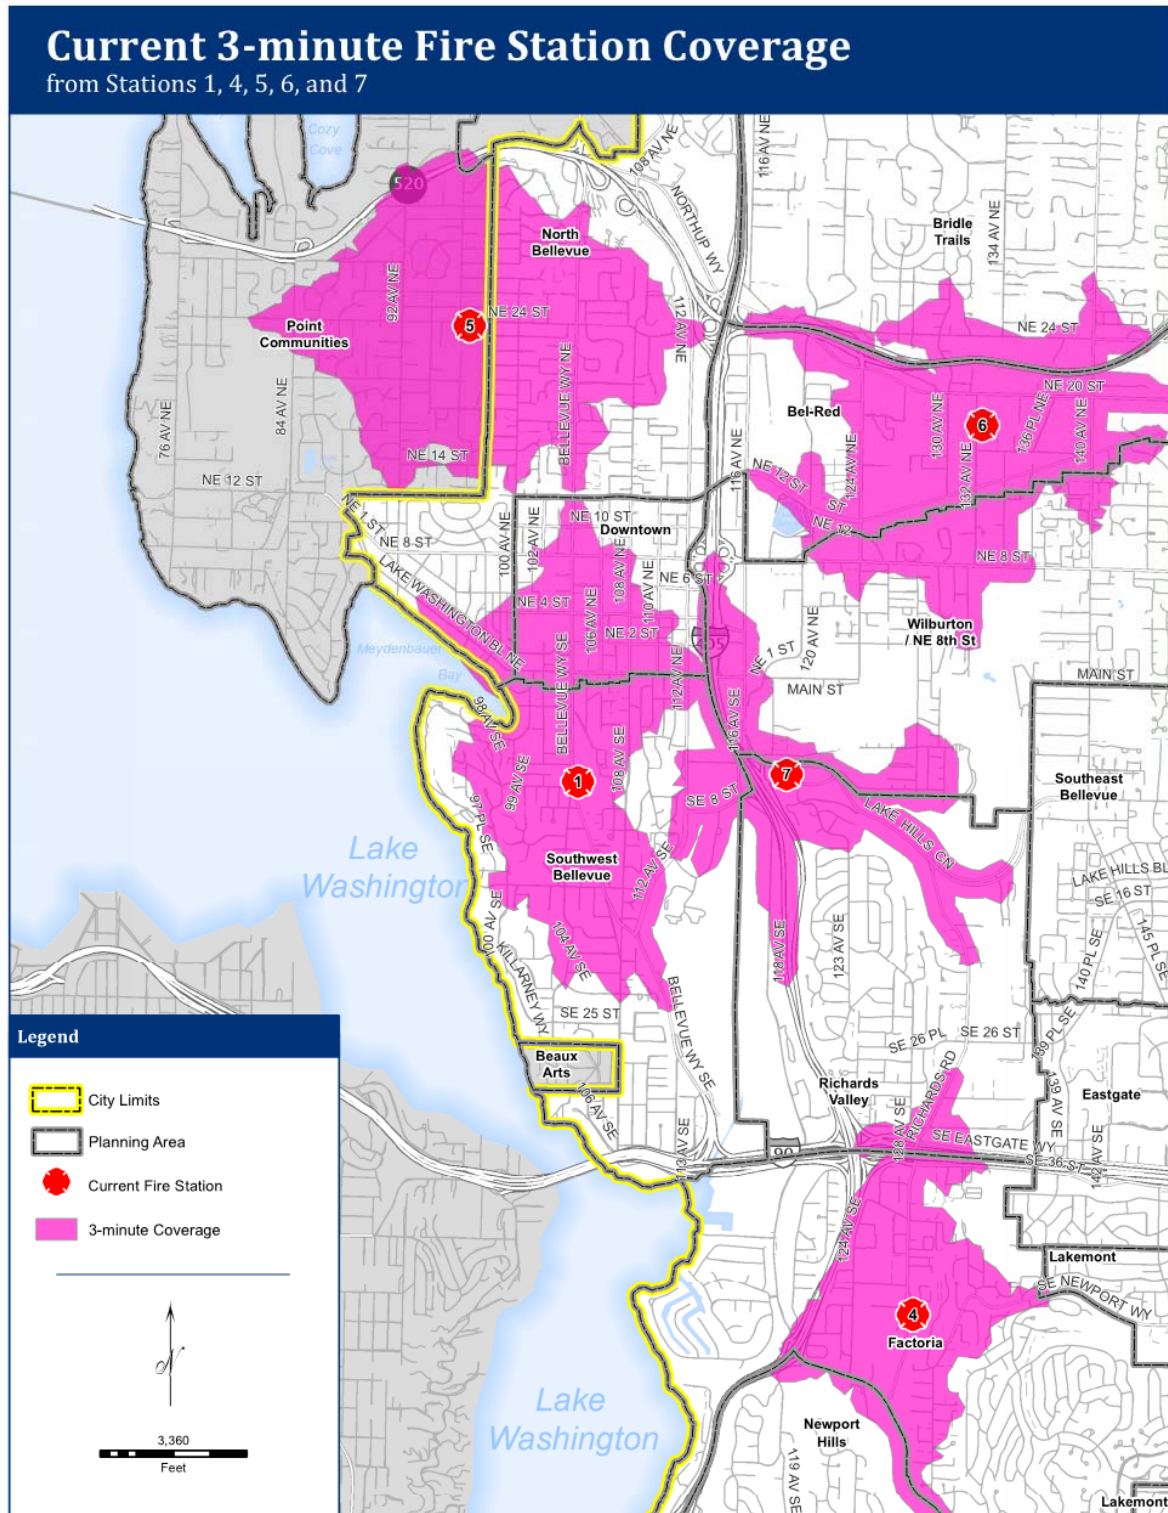 Current 3-minute Fire Station Coverage
from Stations 1, 4, 5, 6, and 7
Cozy
Cove
520
108 AV NE
116 AV NE
NORTHUP WY
Bridle
Trails
134 AV NE
North
Bellevue
92 AV NE
Point
Communities
5
NE 24 ST
112 AV NE
NE 24 ST
BELLEVUE WY NE
84 AV NE
76 AV NE
NE 14 ST
NE 12 ST
NE 20 ST
Bel-Red
130 AV NE
136 PL NE
140 AV NE
6
124 AV NE
132 AV NE
116 AV NE
NE 12 ST
ST
NE 12
NE 1 ST
NE 8 ST
100 AV NE
102 AV NE
NE 10 ST
Downtown
108 AV NE
110 AV NE
NE 6 ST
NE 8 ST
LAKE WASHINGTON BL NE
NE 4 ST
106 AV NE
NE 2 ST
405
NE 1 ST
120 AV NE
Wilburton
/ NE 8th St
Meydenbauer
Bay
BELLEVUE WY SE
112 AV NE
MAIN ST
MAIN ST
98 AV SE
116 AV SE
99 AV SE
108 AV SE
1
7
97 PL SE
SE 8 ST
LAKE HILLS CN
Southeast
Bellevue
Lake
Washington
Southwest
Bellevue
112 AV SE
LAKE HILLS BL
SE 16 ST
100 AV SE
KILLARNEY WY
104 AV SE
118 AV SE
123 AV SE
140 PL SE
145 PL SE
BELLEVUE WY SE
SE 25 ST
SE 26 PL
SE 26 ST
139 PL SE
Beaux
Arts
106 AV SE
Richards
Valley
RICHARDS RD
128 AV SE
139 AV SE
Eastgate
113 AV SE
90
SE EASTGATE WY
SE 36 ST
142 AV SE
124 AV SE
Lakemont
SE NEWPORT WY
4
Factoria
Lake
Washington
Newport
Hills
119 AV SE
Lakemont
Legend
City Limits
Planning Area
Current Fire Station
3-minute Coverage
N
3,360
Feet